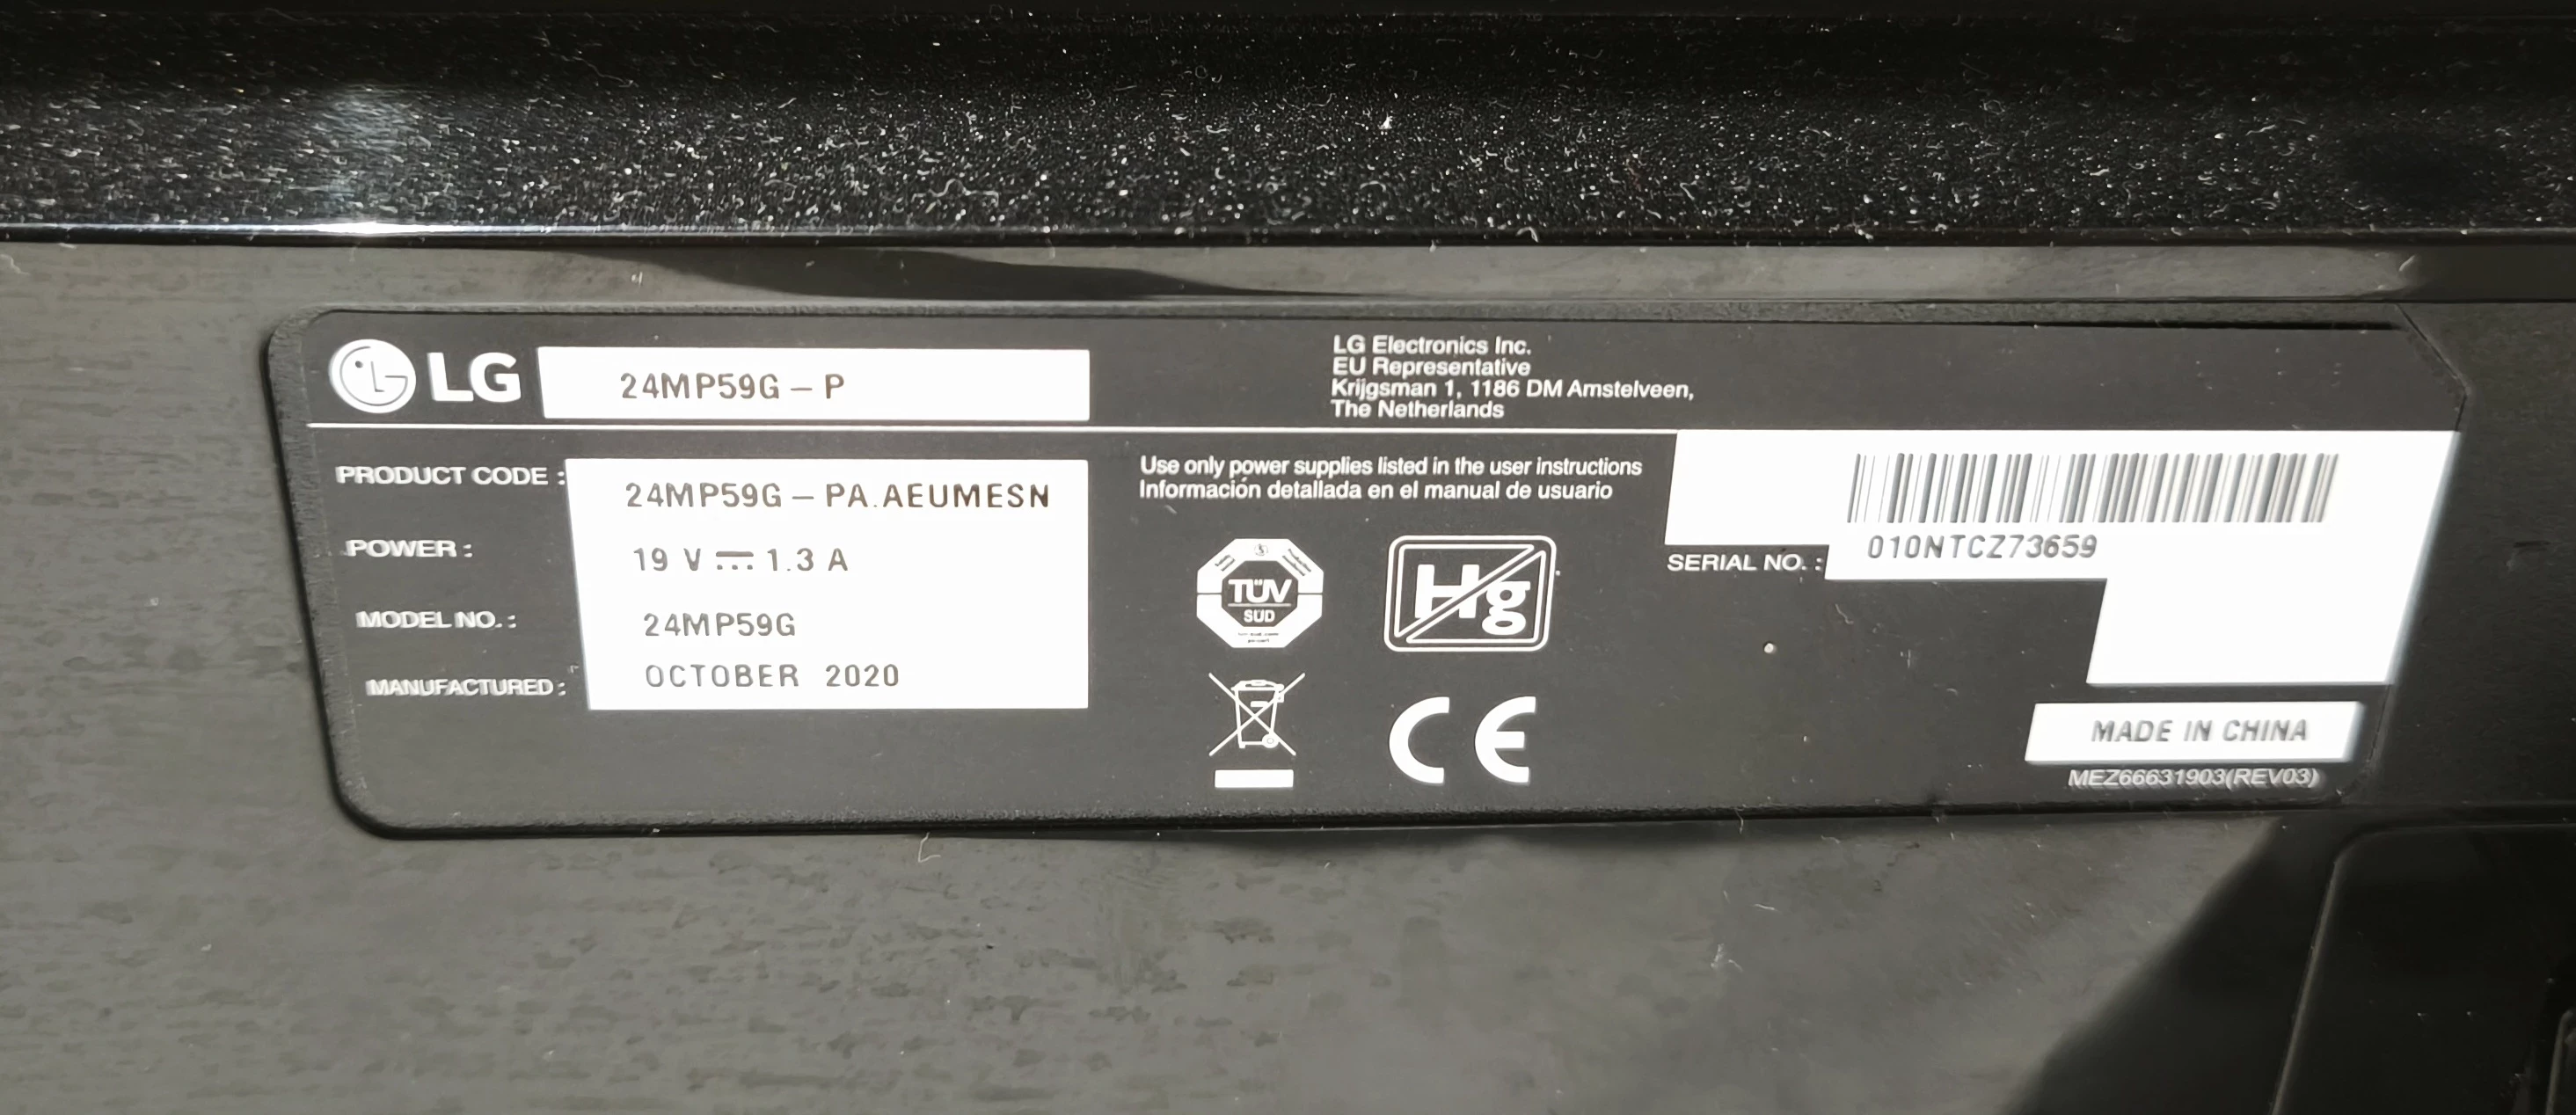 LG 24MP59G-P
LG Electronics Inc.
EU Representative
Krijgsman 1, 1186 DM Amstelveen,
The Netherlands
PRODUCT CODE : 24MP59G-PA.AEUMESN
POWER : 19 V ⎓ 1.3 A
MODEL NO. : 24MP59G
MANUFACTURED : OCTOBER 2020
Use only power supplies listed in the user instructions
Información detallada en el manual de usuario
TÜV
SÜD
Hg
CE
SERIAL NO. : 010NTCZ73659
MADE IN CHINA
MEZ66631903(REV03)